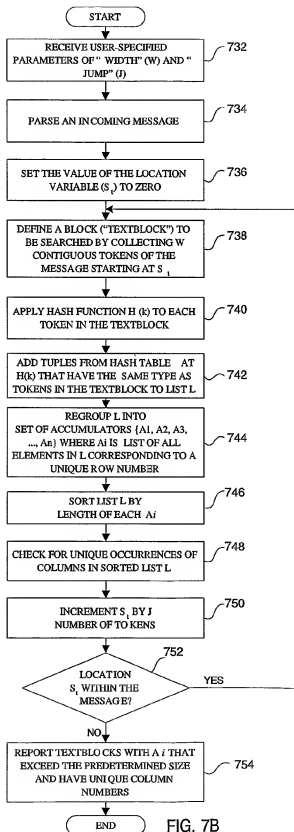 START
RECEIVE USER-SPECIFIED
PARAMETERS OF " WIDTH" (W) AND "
JUMP" (J)
732
PARSE AN INCOMING MESSAGE
734
SET THE VALUE OF THE LOCATION
VARIABLE (St) TO ZERO
736
DEFINE A BLOCK ("TEXTBLOCK") TO
BE SEARCHED BY COLLECTING W
CONTIGUOUS TOKENS OF THE
MESSAGE STARTING AT St
738
APPLY HASH FUNCTION H (k) TO EACH
TOKEN IN THE TEXTBLOCK
740
ADD TUPLES FROM HASH TABLE AT
H(k) THAT HAVE THE SAME TYPE AS
TOKENS IN THE TEXTBLOCK TO LIST L
742
REGROUP L INTO
SET OF ACCUMULATORS {A1, A2, A3,
..., An} WHERE Ai IS LIST OF ALL
ELEMENTS IN L CORRESPONDING TO A
UNIQUE ROW NUMBER
744
SORT LIST L BY
LENGTH OF EACH Ai
746
CHECK FOR UNIQUE OCCURRENCES OF
COLUMNS IN SORTED LIST L
748
INCREMENT St BY J
NUMBER OF TO KENS
750
752
LOCATION
St WITHIN THE
MESSAGE?
YES
NO
REPORT TEXTBLOCKS WITH A i THAT
EXCEED THE PREDETERMINED SIZE
AND HAVE UNIQUE COLUMN
NUMBERS
754
END
FIG. 7B